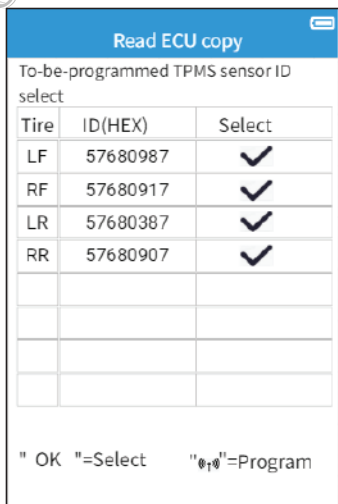 Read ECU copy
To-be-programmed TPMS sensor ID
select
Tire ID(HEX) Select
LF 57680987
RF 57680917
LR 57680387
RR 57680907
" OK "=Select " "=Program